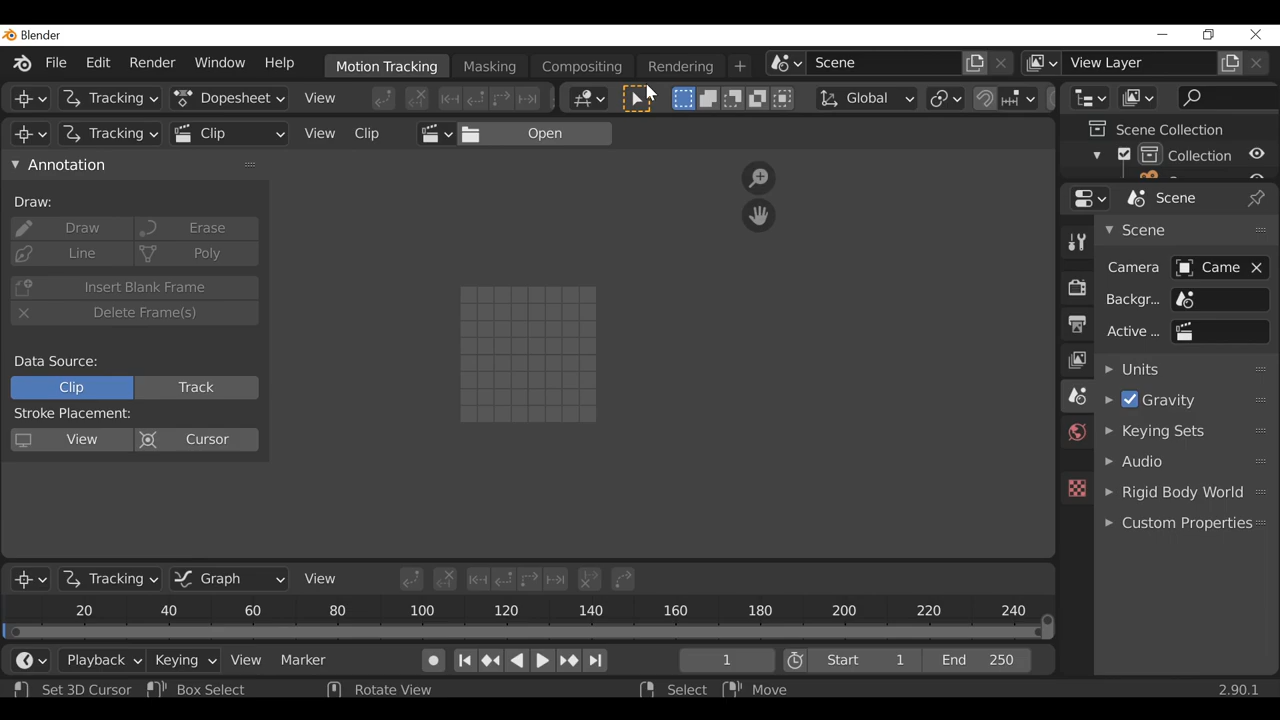 Blender
File Edit Render Window Help Motion Tracking Masking Compositing Rendering + Scene View Layer
Tracking Dopesheet View Global
Tracking Clip View Clip Open
Scene Collection
Collection
Annotation
Draw:
Draw Erase
Line Poly
Insert Blank Frame
Delete Frame(s)
Data Source:
Clip Track
Stroke Placement:
View Cursor
Scene
Scene
Camera Came
Backgr...
Active ...
Units
Gravity
Keying Sets
Audio
Rigid Body World
Custom Properties
Tracking Graph View
20 40 60 80 100 120 140 160 180 200 220 240
Playback Keying View Marker 1 Start 1 End 250
Set 3D Cursor Box Select Rotate View Select Move 2.90.1